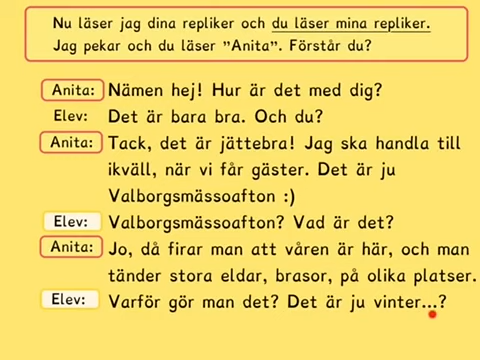 Nu läser jag dina repliker och du läser mina repliker.
Jag pekar och du läser ”Anita”. Förstår du?
Anita: Nämen hej! Hur är det med dig?
Elev: Det är bara bra. Och du?
Anita: Tack, det är jättebra! Jag ska handla till
ikväll, när vi får gäster. Det är ju
Valborgsmässoafton :)
Elev: Valborgsmässoafton? Vad är det?
Anita: Jo, då firar man att våren är här, och man
tänder stora eldar, brasor, på olika platser.
Elev: Varför gör man det? Det är ju vinter...?